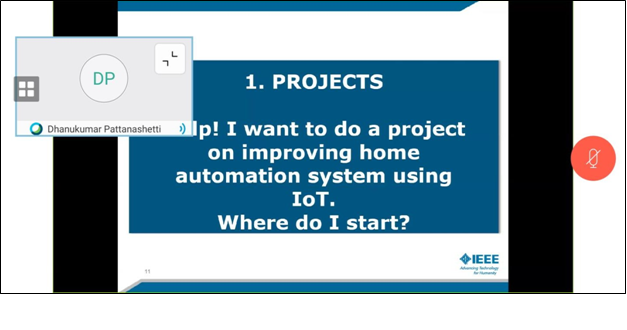 DP
Dhanukumar Pattanashetti
1. PROJECTS
lp! I want to do a project
on improving home
automation system using
IoT.
Where do I start?
11
IEEE
Advancing Technology
for Humanity